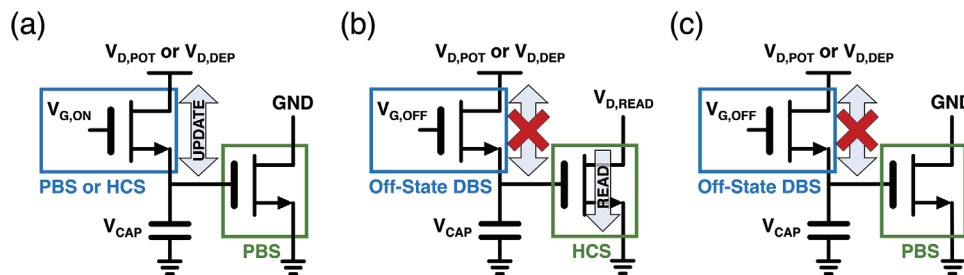 (a)
V_D,POT or V_D,DEP
V_G,ON
UPDATE
GND
PBS or HCS
V_CAP
PBS
(b)
V_D,POT or V_D,DEP
V_G,OFF
V_D,READ
Off-State DBS
READ
V_CAP
HCS
(c)
V_D,POT or V_D,DEP
V_G,OFF
GND
Off-State DBS
V_CAP
PBS